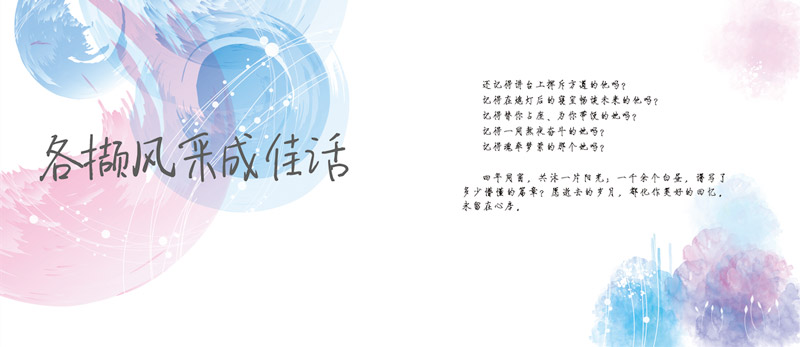 各撷风采成佳话
还记得讲台上挥斥方遒的他吗？
记得在熄灯后的寝室畅谈未来的他吗？
记得替你占座、为你带饭的他吗？
记得一同熬夜奋斗的他吗？
记得魂牵梦萦的那个他吗？
四年同窗，共沐一片阳光；一千余个白昼，谱写了
多少懵懂的篇章？愿逝去的岁月，都化作美好的回忆，
永留在心房。